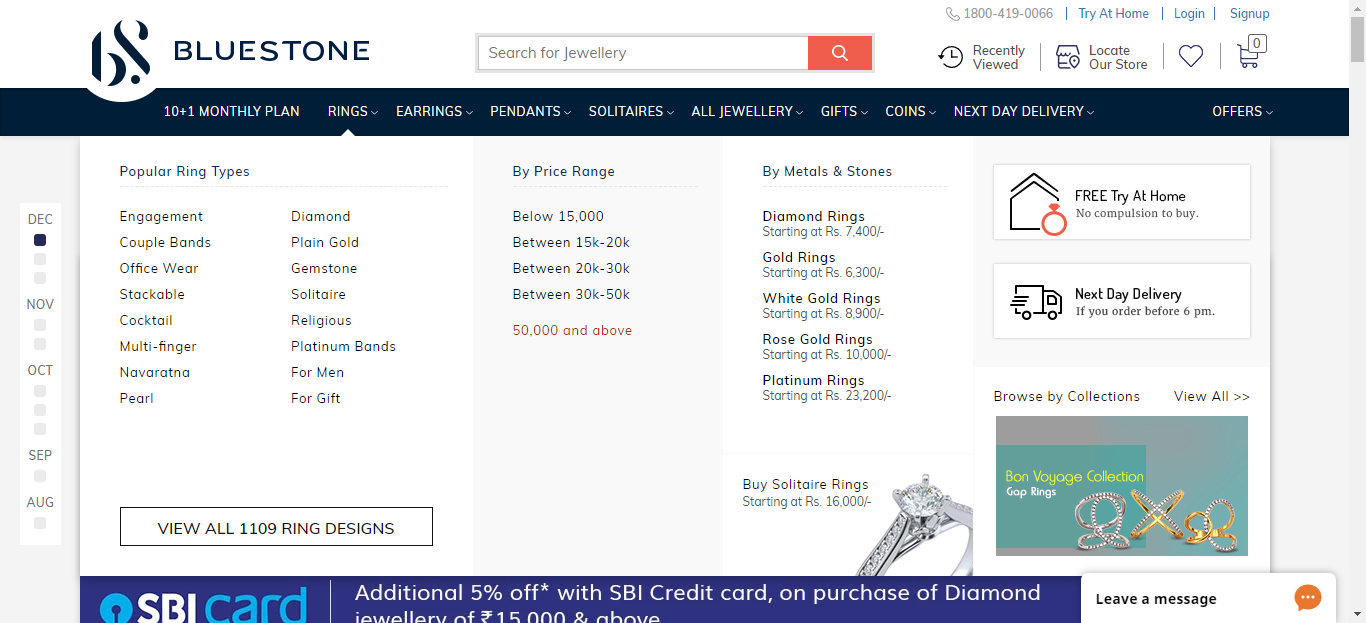 1800-419-0066
Try At Home
Login
Signup
BLUESTONE
Search for Jewellery
Recently
Viewed
Locate
Our Store
0
10+1 MONTHLY PLAN
RINGS
EARRINGS
PENDANTS
SOLITAIRES
ALL JEWELLERY
GIFTS
COINS
NEXT DAY DELIVERY
OFFERS
DEC
NOV
OCT
SEP
AUG
Popular Ring Types
Engagement
Couple Bands
Office Wear
Stackable
Cocktail
Multi-finger
Navaratna
Pearl
Diamond
Plain Gold
Gemstone
Solitaire
Religious
Platinum Bands
For Men
For Gift
VIEW ALL 1109 RING DESIGNS
By Price Range
Below 15,000
Between 15k-20k
Between 20k-30k
Between 30k-50k
50,000 and above
By Metals & Stones
Diamond Rings
Starting at Rs. 7,400/-
Gold Rings
Starting at Rs. 6,300/-
White Gold Rings
Starting at Rs. 8,900/-
Rose Gold Rings
Starting at Rs. 10,000/-
Platinum Rings
Starting at Rs. 23,200/-
Buy Solitaire Rings
Starting at Rs. 16,000/-
FREE Try At Home
No compulsion to buy.
Next Day Delivery
If you order before 6 pm.
Browse by Collections
View All >>
Bon Voyage Collection
Gap Rings
SBI card
Additional 5% off* with SBI Credit card, on purchase of Diamond
jewellery of ₹15,000 & above
Leave a message